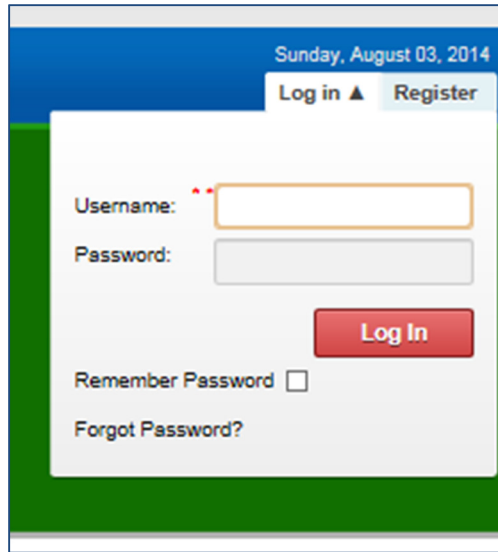 Sunday, August 03, 2014
Log in ▲ Register
Username: **
Password:
Log In
Remember Password
Forgot Password?